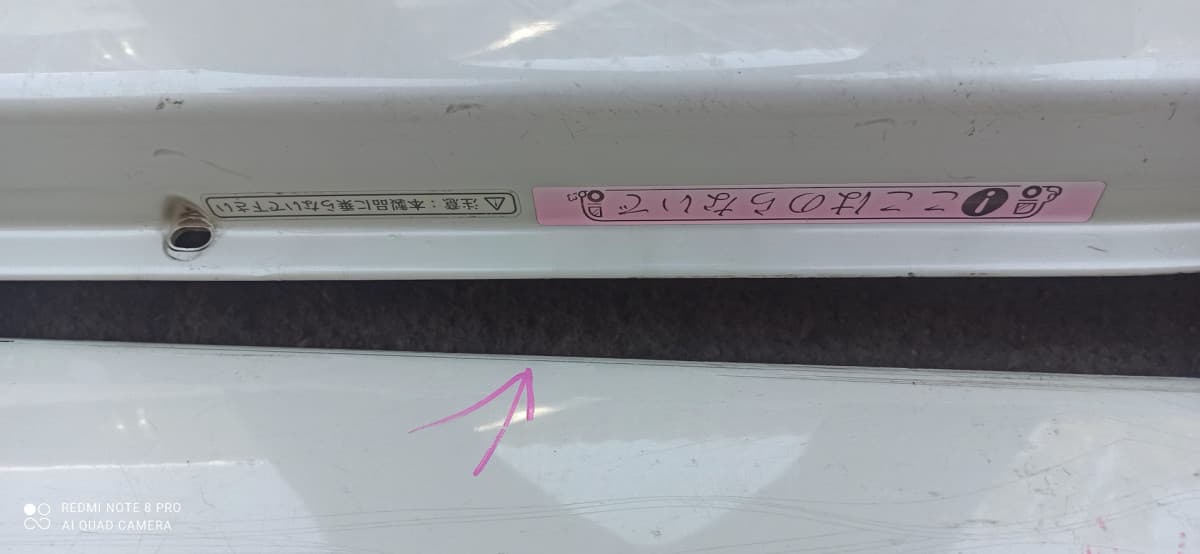 ここはのらないで
注意：本製品に乗らないで下さい
REDMI NOTE 8 PRO
AI QUAD CAMERA